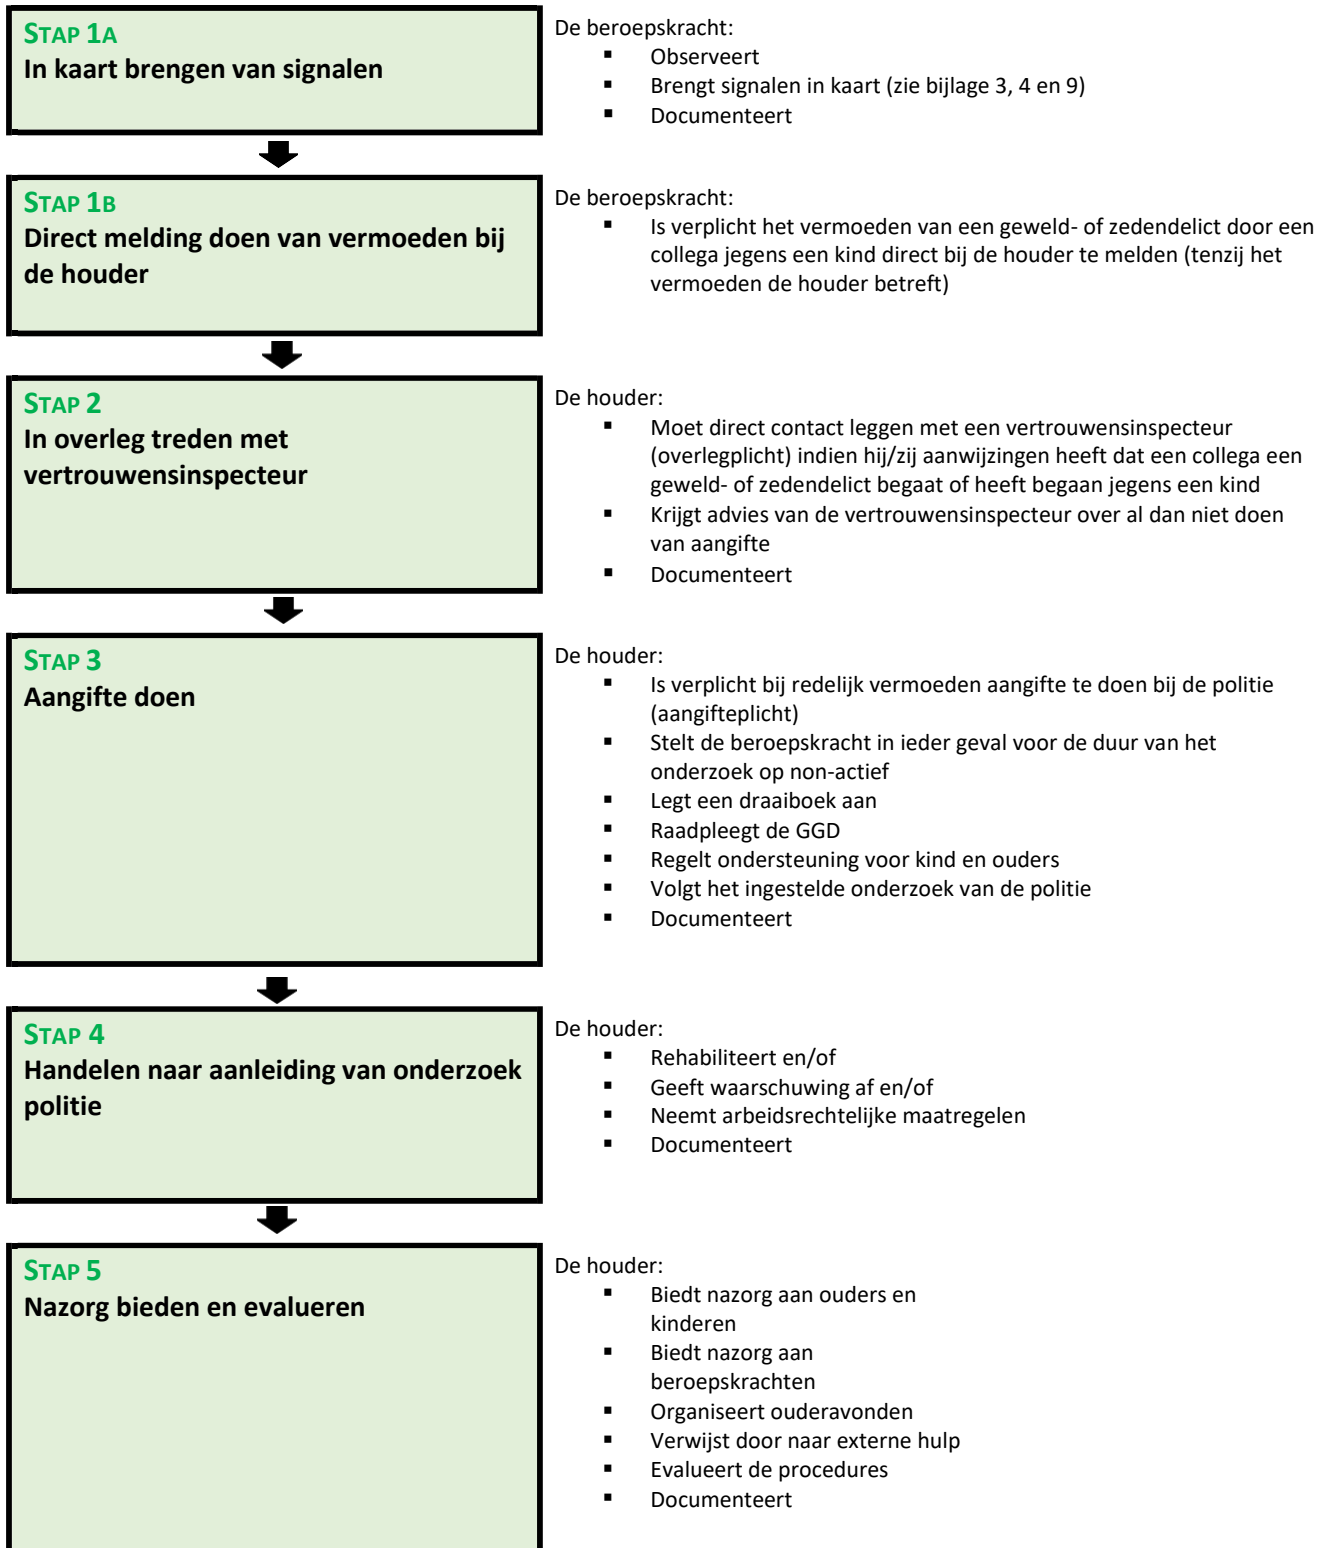 STAP 1A
In kaart brengen van signalen
De beroepskracht:
▪ Observeert
▪ Brengt signalen in kaart (zie bijlage 3, 4 en 9)
▪ Documenteert
STAP 1B
Direct melding doen van vermoeden bij
de houder
De beroepskracht:
▪ Is verplicht het vermoeden van een geweld- of zedendelict door een
collega jegens een kind direct bij de houder te melden (tenzij het
vermoeden de houder betreft)
STAP 2
In overleg treden met
vertrouwensinspecteur
De houder:
▪ Moet direct contact leggen met een vertrouwensinspecteur
(overlegplicht) indien hij/zij aanwijzingen heeft dat een collega een
geweld- of zedendelict begaat of heeft begaan jegens een kind
▪ Krijgt advies van de vertrouwensinspecteur over al dan niet doen
van aangifte
▪ Documenteert
STAP 3
Aangifte doen
De houder:
▪ Is verplicht bij redelijk vermoeden aangifte te doen bij de politie
(aangifteplicht)
▪ Stelt de beroepskracht in ieder geval voor de duur van het
onderzoek op non-actief
▪ Legt een draaiboek aan
▪ Raadpleegt de GGD
▪ Regelt ondersteuning voor kind en ouders
▪ Volgt het ingestelde onderzoek van de politie
▪ Documenteert
STAP 4
Handelen naar aanleiding van onderzoek
politie
De houder:
▪ Rehabiliteert en/of
▪ Geeft waarschuwing af en/of
▪ Neemt arbeidsrechtelijke maatregelen
▪ Documenteert
STAP 5
Nazorg bieden en evalueren
De houder:
▪ Biedt nazorg aan ouders en
kinderen
▪ Biedt nazorg aan
beroepskrachten
▪ Organiseert ouderavonden
▪ Verwijst door naar externe hulp
▪ Evalueert de procedures
▪ Documenteert